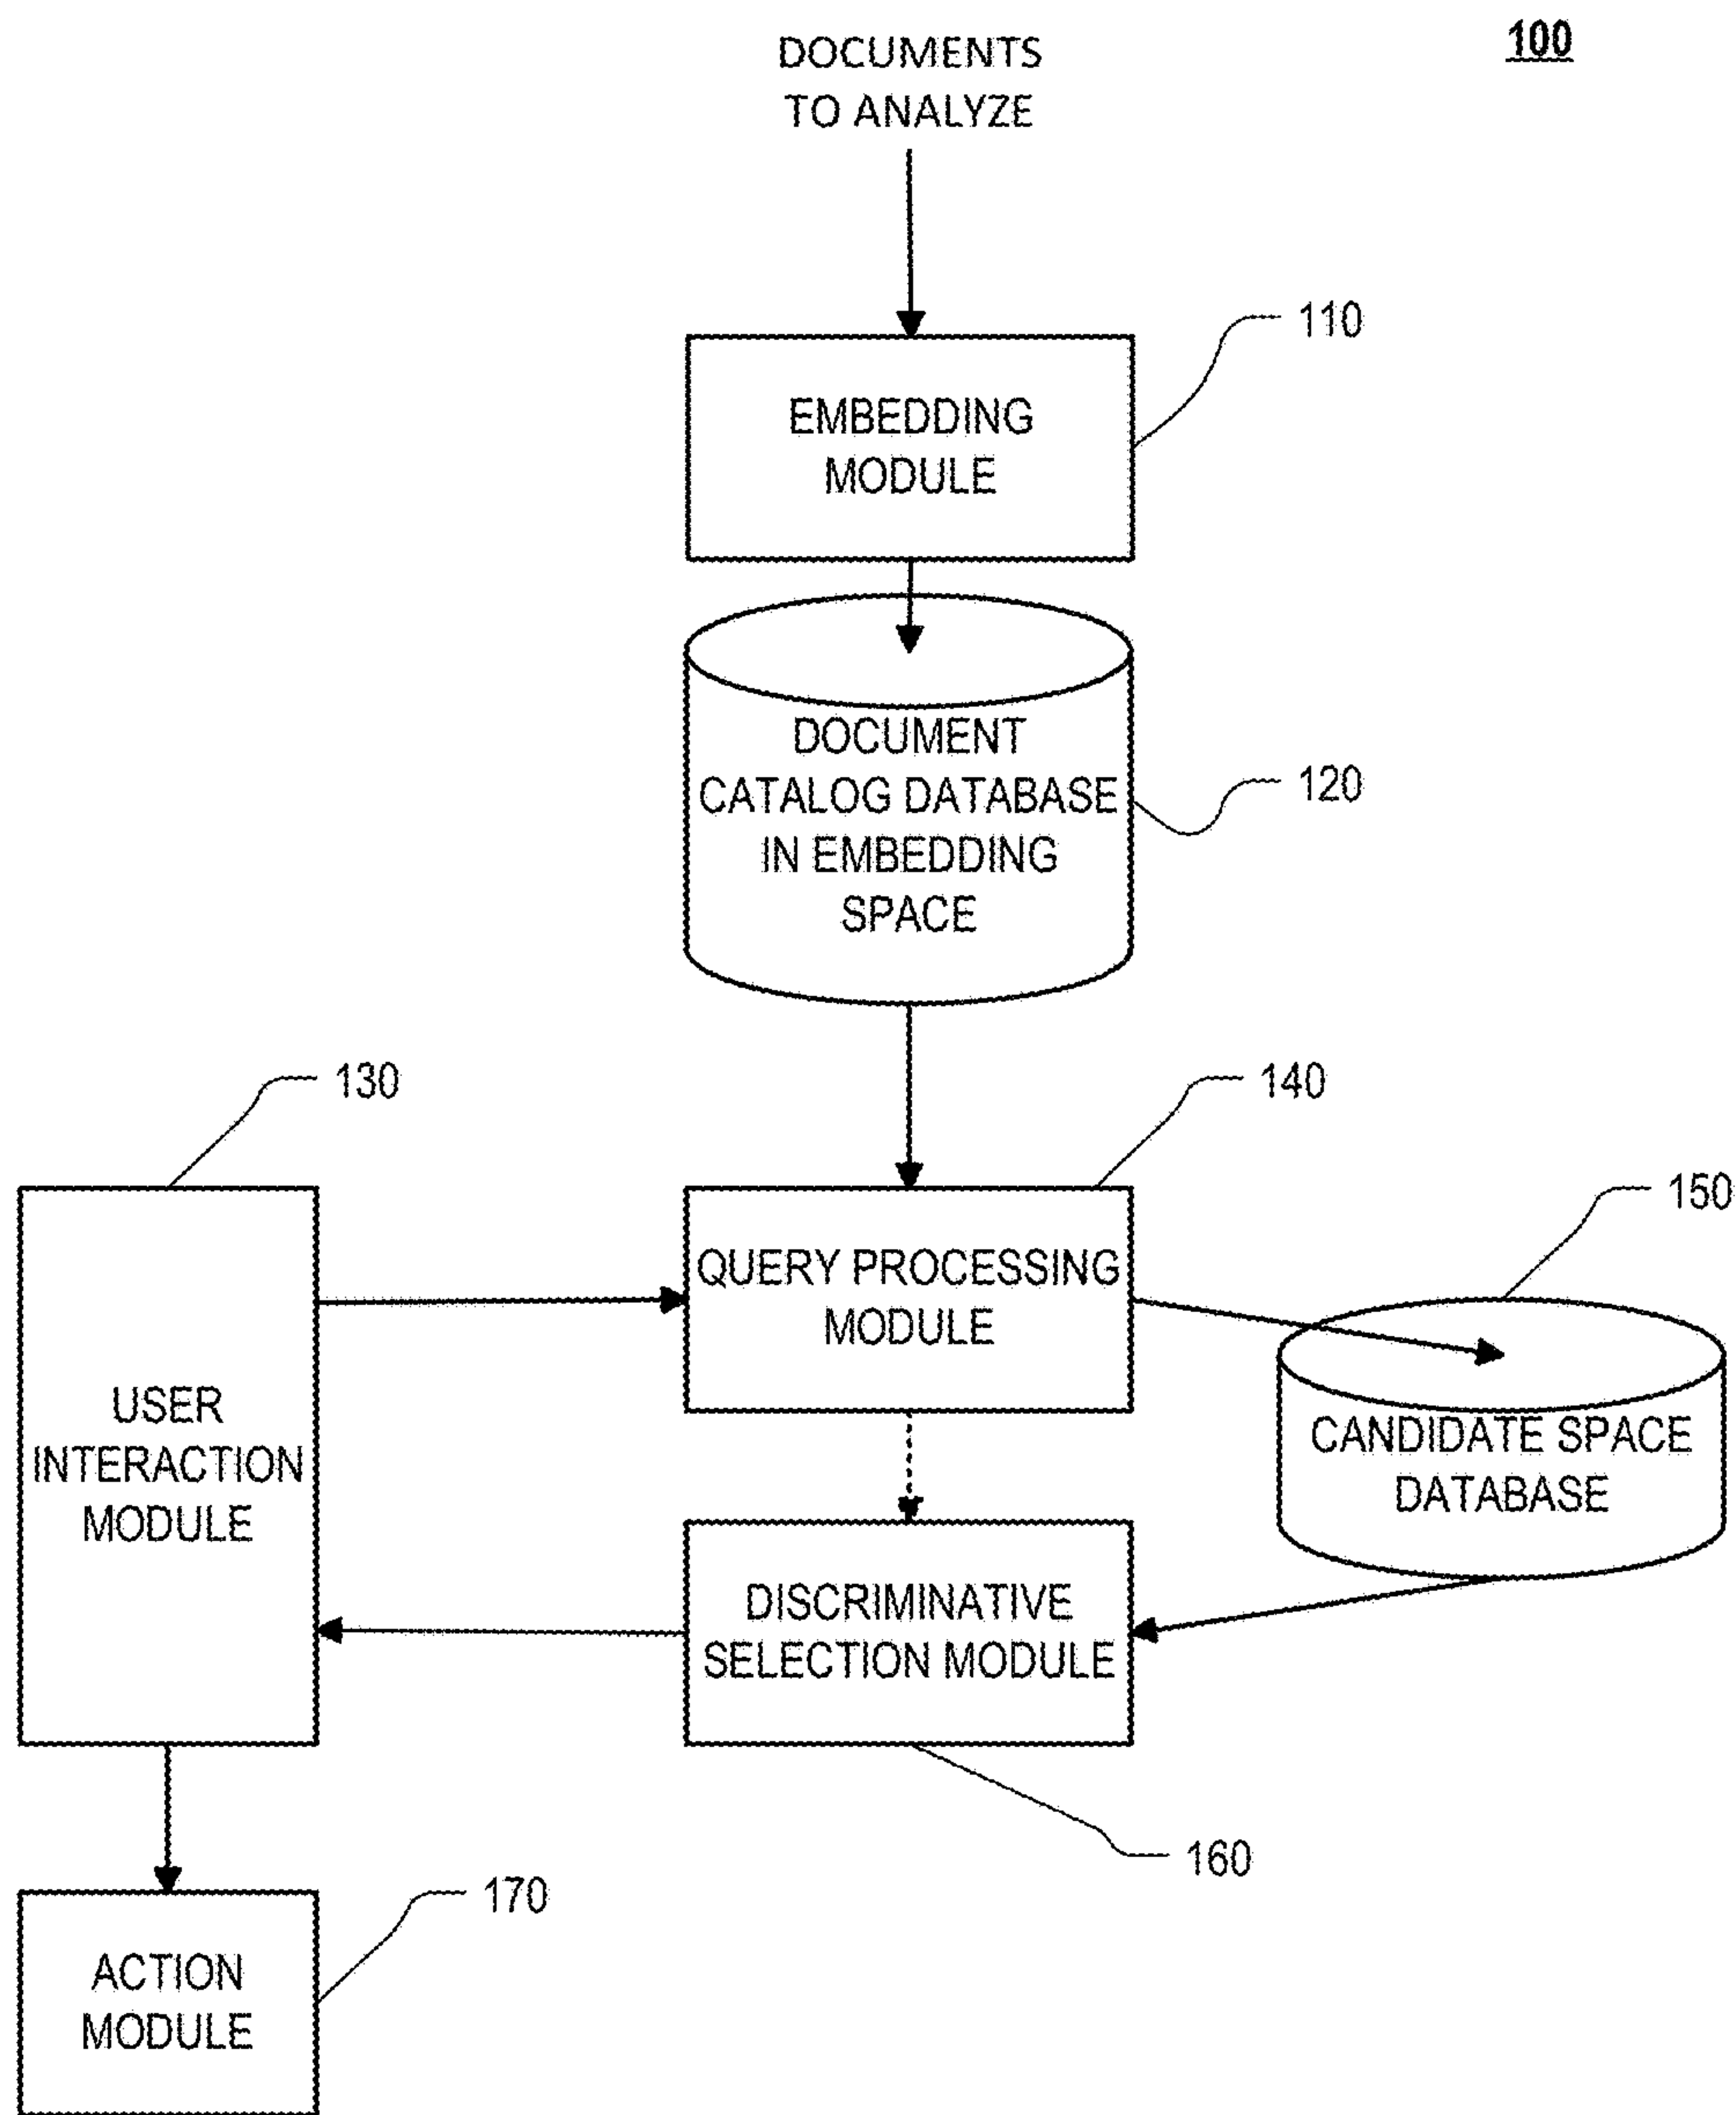 100
DOCUMENTS
TO ANALYZE
110
EMBEDDING
MODULE
DOCUMENT
CATALOG DATABASE
IN EMBEDDING
SPACE
120
130
140
150
QUERY PROCESSING
MODULE
USER
INTERACTION
MODULE
CANDIDATE SPACE
DATABASE
DISCRIMINATIVE
SELECTION MODULE
160
170
ACTION
MODULE